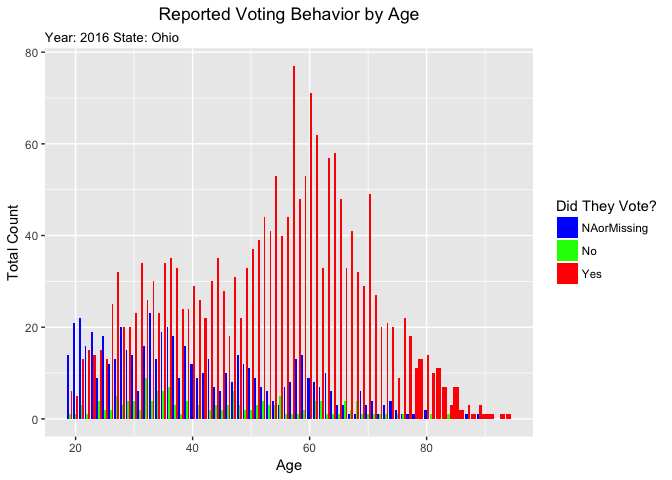 Reported Voting Behavior by Age
Year: 2016 State: Ohio
80
60
40
20
0
Total Count
20 40 60 80
Age
Did They Vote?
NAorMissing
No
Yes